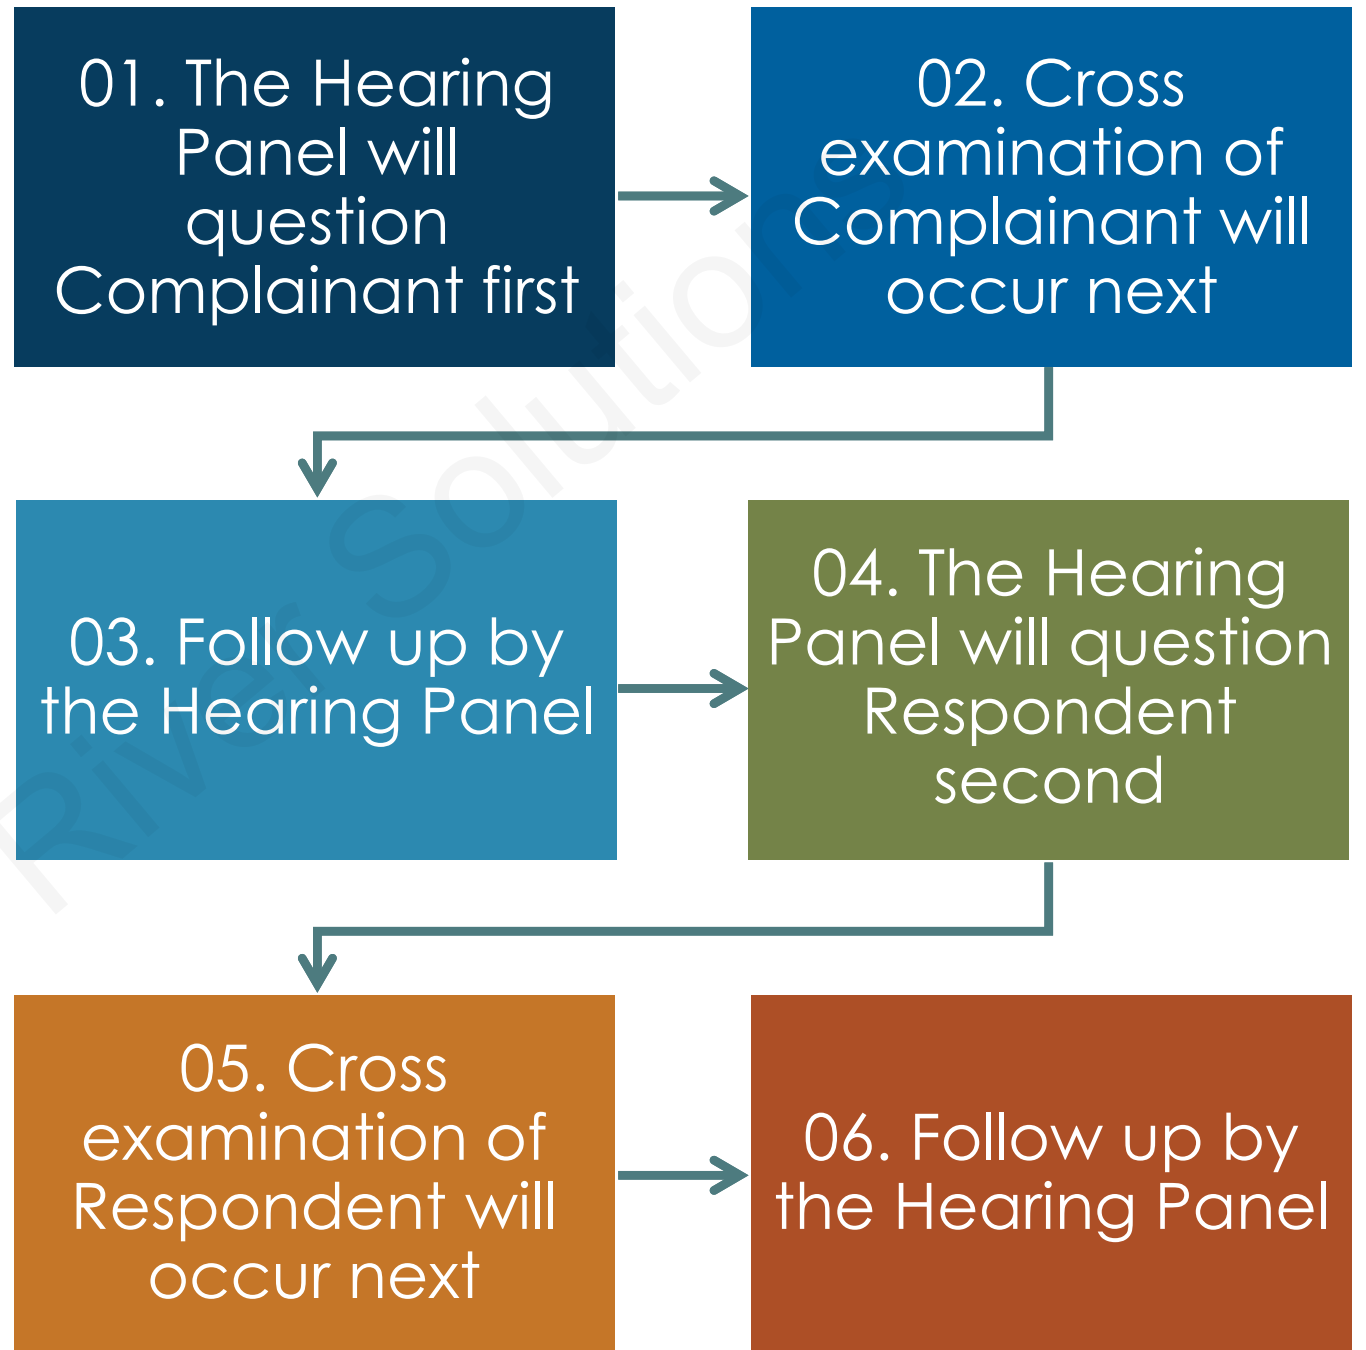 01. The Hearing
Panel will
question
Complainant first
02. Cross
examination of
Complainant will
occur next
03. Follow up by
the Hearing Panel
04. The Hearing
Panel will question
Respondent
second
05. Cross
examination of
Respondent will
occur next
06. Follow up by
the Hearing Panel
River Solutions